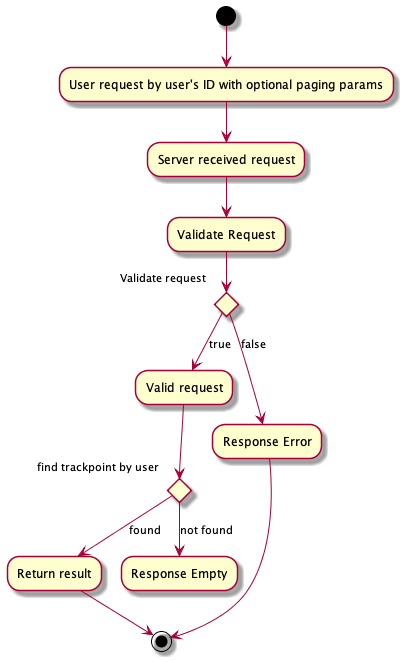 User request by user's ID with optional paging params
Server received request
Validate Request
Validate request
true
false
Valid request
Response Error
find trackpoint by user
found
not found
Return result
Response Empty